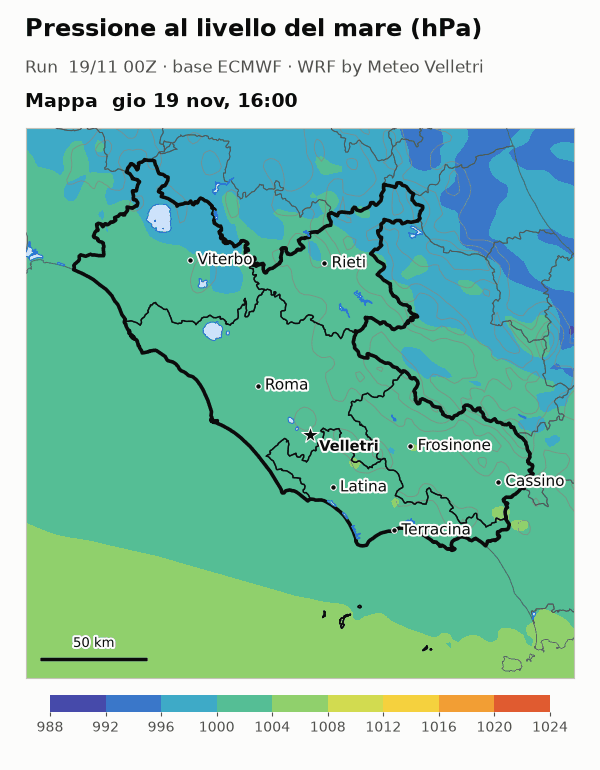 Pressione al livello del mare (hPa)
Run  19/11 00Z · base ECMWF · WRF by Meteo Velletri
Mappa  gio 19 nov, 16:00
Viterbo
Rieti
Roma
Velletri
Frosinone
Cassino
Latina
Terracina
50 km
988 992 996 1000 1004 1008 1012 1016 1020 1024